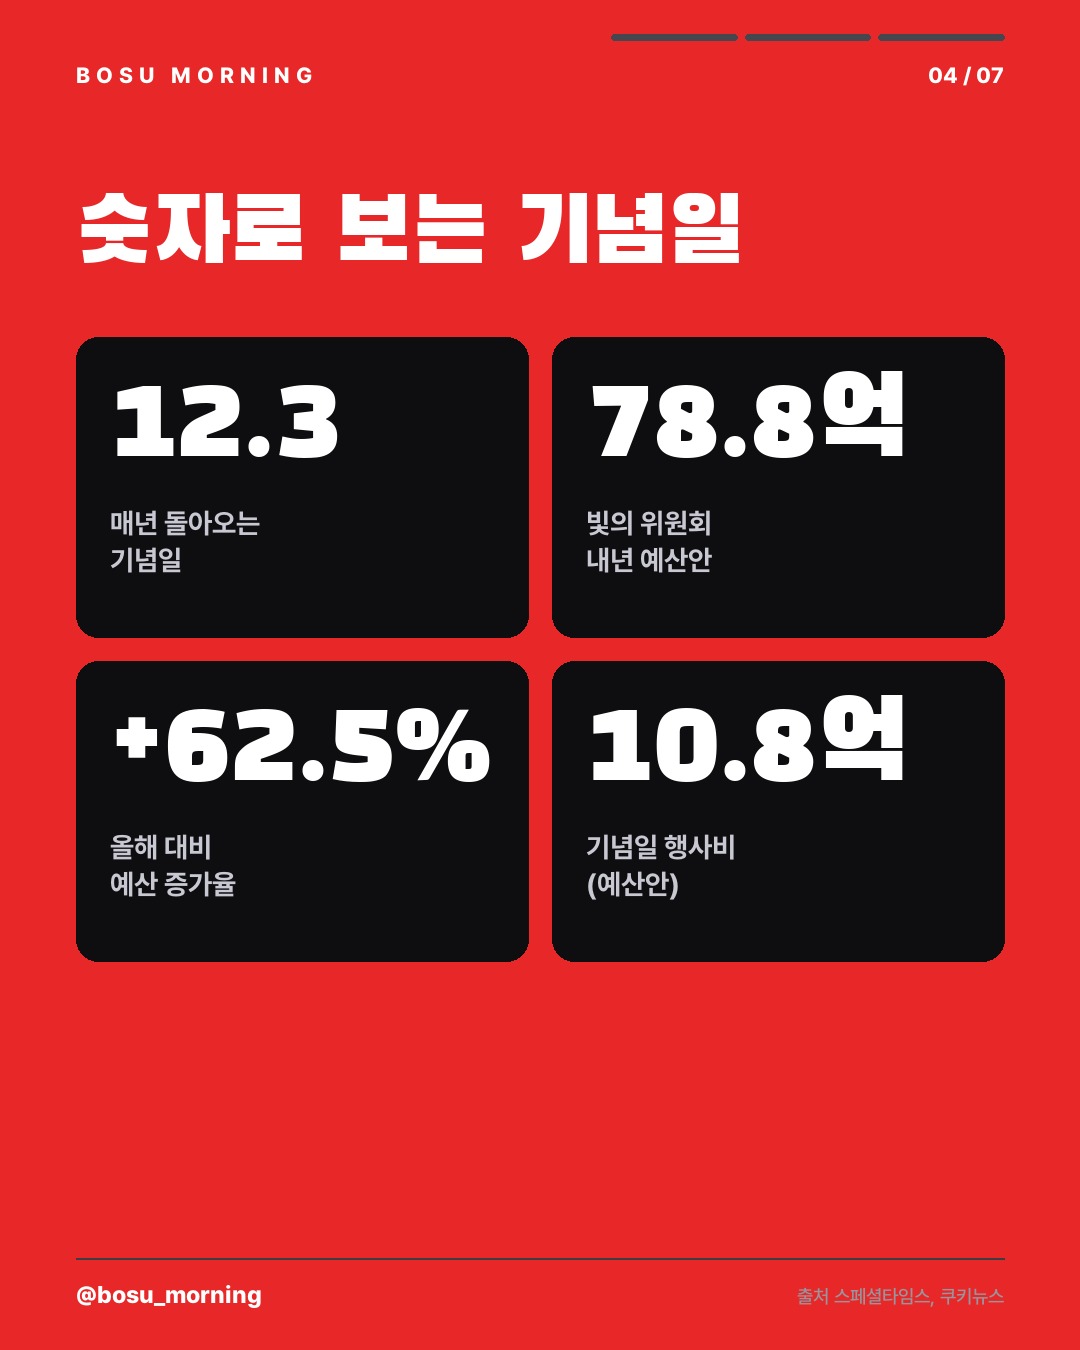 BOSU MORNING
04 / 07
숫자로 보는 기념일
12.3
매년 돌아오는
기념일
78.8억
빛의 위원회
내년 예산안
+62.5%
올해 대비
예산 증가율
10.8억
기념일 행사비
(예산안)
@bosu_morning
출처 스페셜타임스, 쿠키뉴스